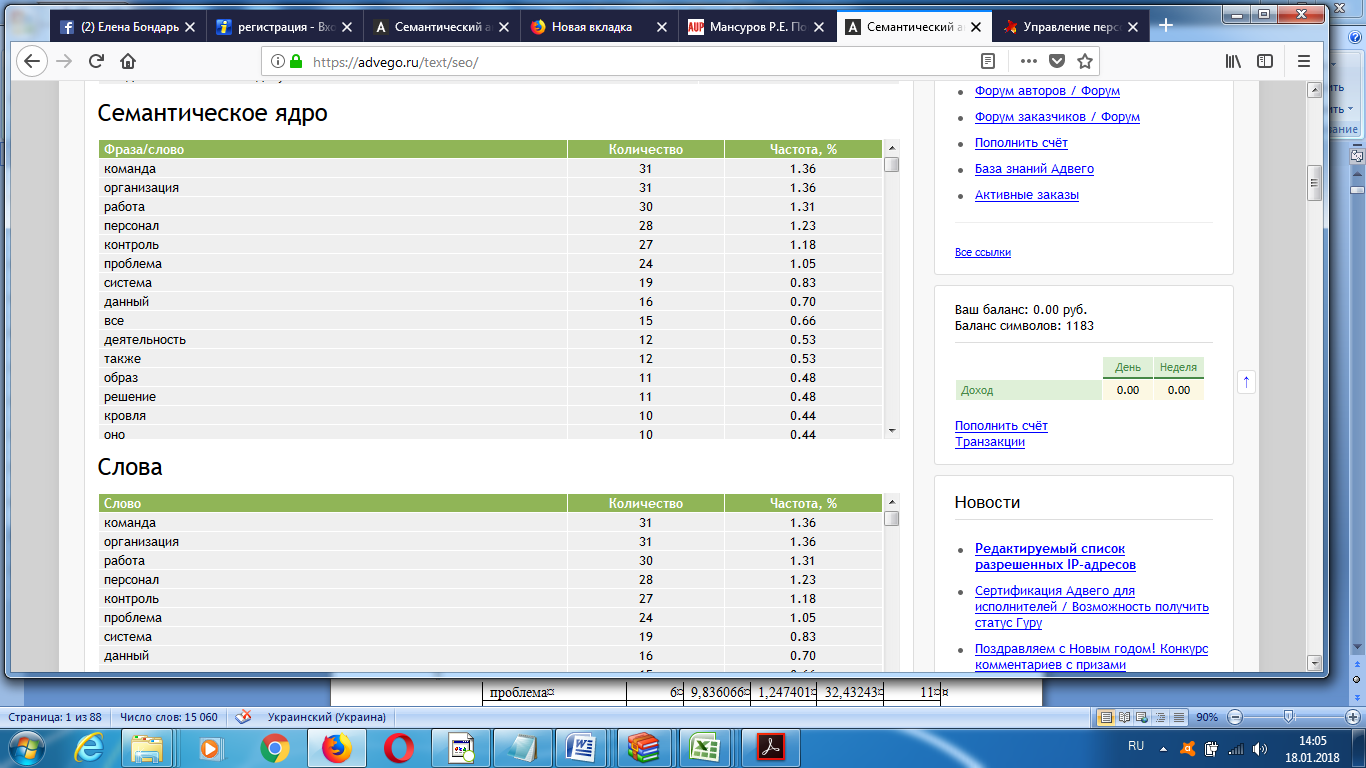 (2) Елена Бондарь
регистрация - Вхо
Семантический а
Новая вкладка
AUP Мансуров Р.Е. По
A Семантический а
Управление персо
https://advego.ru/text/seo/
Семантическое ядро
Фраза/слово Количество Частота, %
команда 31 1.36
организация 31 1.36
работа 30 1.31
персонал 28 1.23
контроль 27 1.18
проблема 24 1.05
система 19 0.83
данный 16 0.70
все 15 0.66
деятельность 12 0.53
также 12 0.53
образ 11 0.48
решение 11 0.48
кровля 10 0.44
оно 10 0.44
Слова
Слово Количество Частота, %
команда 31 1.36
организация 31 1.36
работа 30 1.31
персонал 28 1.23
контроль 27 1.18
проблема 24 1.05
система 19 0.83
данный 16 0.70
Форум авторов / Форум
Форум заказчиков / Форум
Пополнить счёт
База знаний Адвего
Активные заказы
Все ссылки
Ваш баланс: 0.00 руб.
Баланс символов: 1183
День Неделя
Доход 0.00 0.00
Пополнить счёт
Транзакции
Новости
Редактируемый список
разрешенных IP-адресов
Сертификация Адвего для
исполнителей / Возможность получить
статус Гуру
Поздравляем с Новым годом! Конкурс
комментариев с призами
проблема¤ 6¤ 9,836066¤ 1,247401¤ 32,43243¤ 11¤ ¤
Страница: 1 из 88 Число слов: 15 060 Украинский (Украина) 90%
RU 14:05
18.01.2018